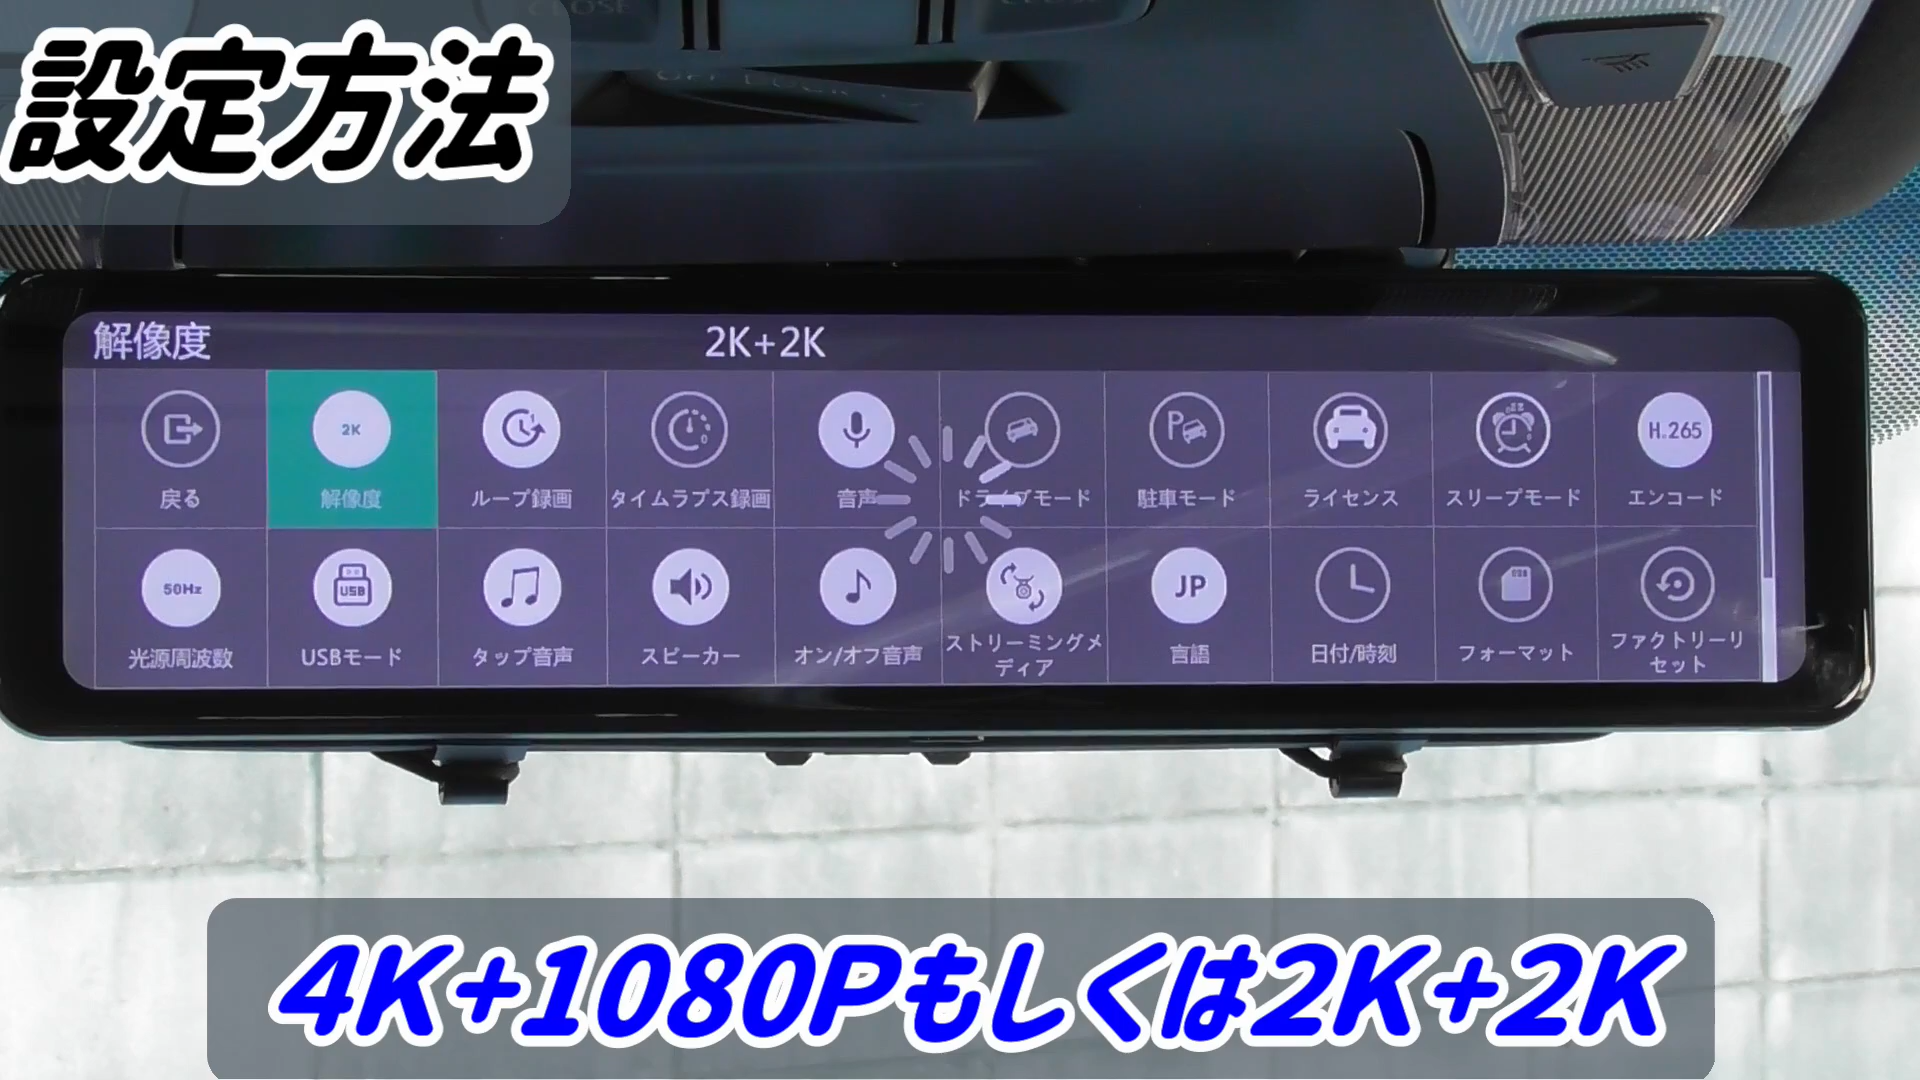 CLOSE
設定方法
解像度 2K+2K
2K
H.265
戻る 解像度 ループ録画 タイムラプス録画 音声 ドライブモード 駐車モード ライセンス スリープモード エンコード
50Hz USB JP
光源周波数 USBモード タップ音声 スピーカー オン/オフ音声 ストリーミングメ
ディア 言語 日付/時刻 フォーマット ファクトリーリ
セット
4K+1080Pもしくは2K+2K